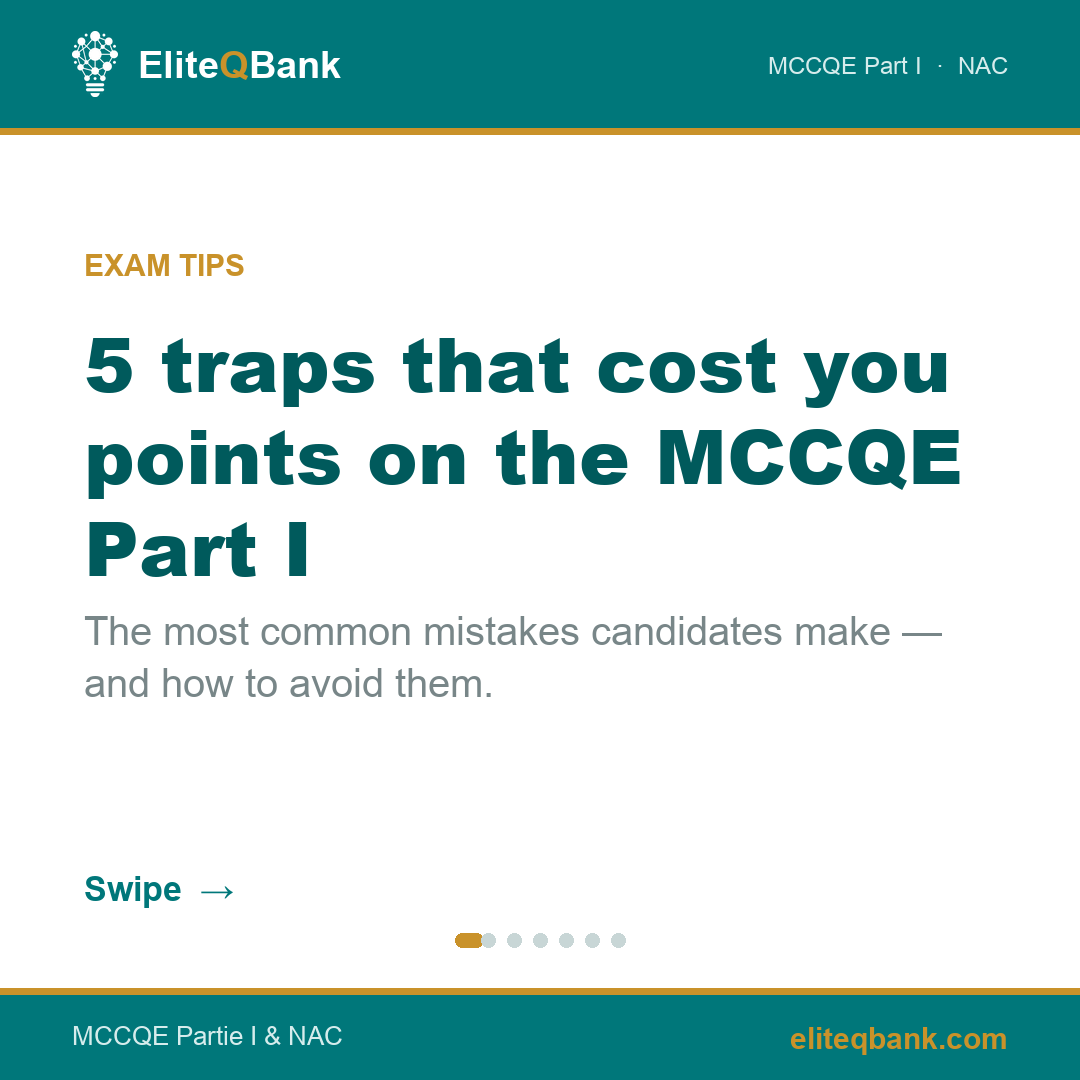 EliteQBank
MCCQE Part I · NAC
EXAM TIPS
5 traps that cost you
points on the MCCQE
Part I
The most common mistakes candidates make —
and how to avoid them.
Swipe →
MCCQE Partie I & NAC
eliteqbank.com